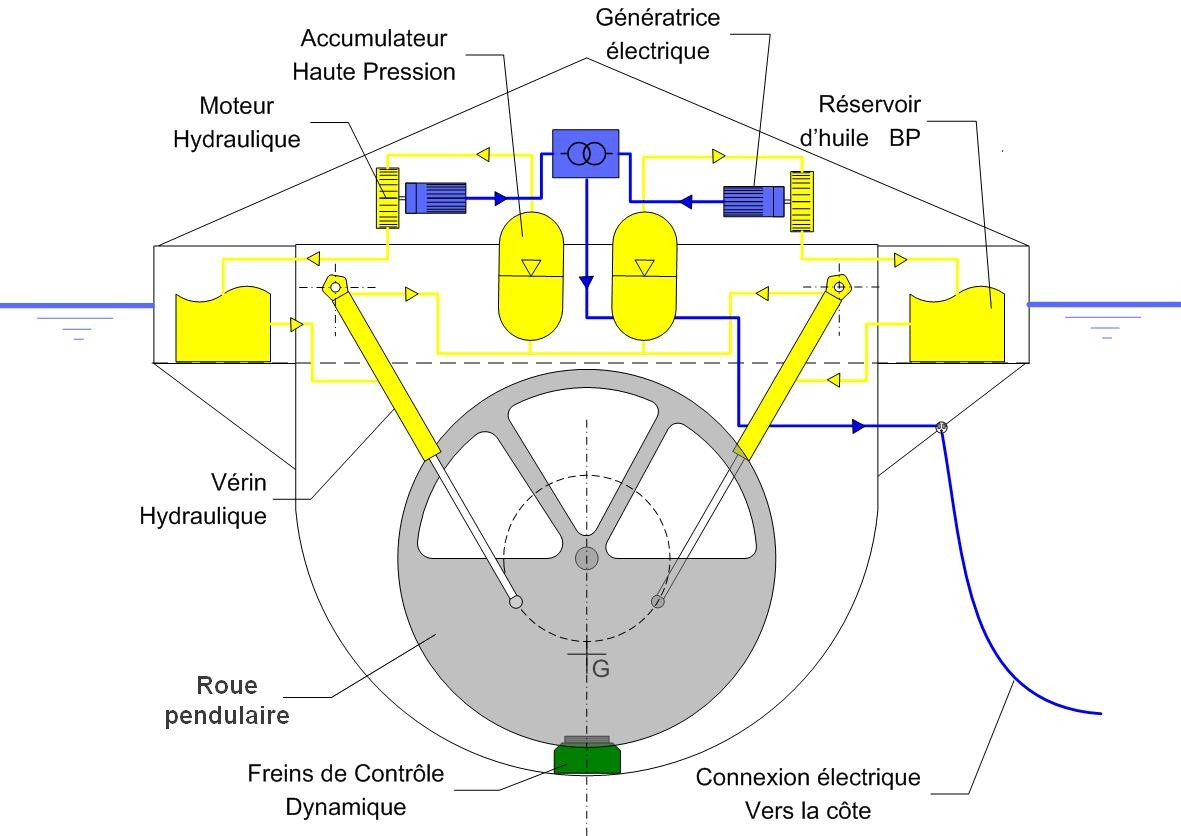 Génératrice
électrique
Accumulateur
Haute Pression
Moteur
Hydraulique
Réservoir
d'huile BP
Vérin
Hydraulique
G
Roue
pendulaire
Freins de Contrôle
Dynamique
Connexion électrique
Vers la côte